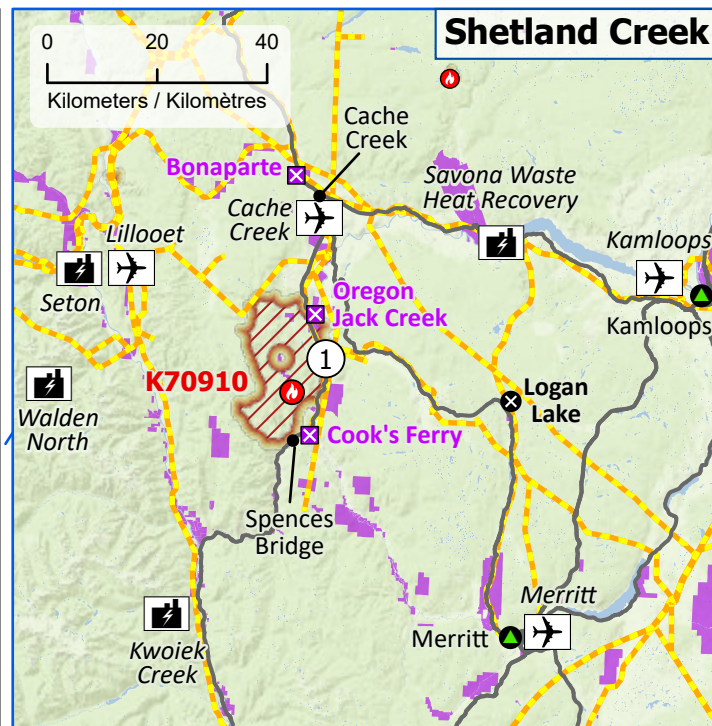 Shetland Creek
0 20 40
Kilometers / Kilomètres
Cache
Creek
Bonaparte
Savona Waste
Heat Recovery
Cache
Creek
Lillooet
Kamloops
Seton
Oregon
Jack Creek
Kamloops
1
K70910
Logan
Lake
Walden
North
Cook's Ferry
Spences
Bridge
Merritt
Merritt
Kwoiek
Creek